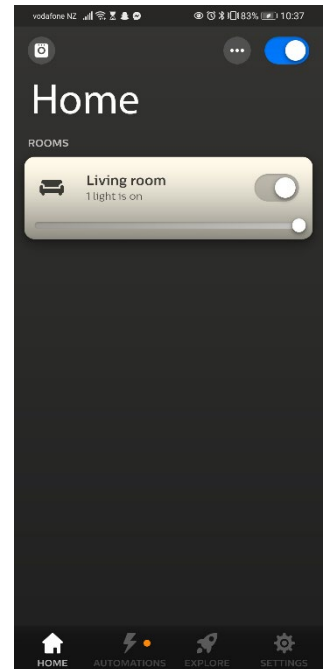 vodafone NZ 83% 10:37
Home
ROOMS
Living room
1 light is on
HOME AUTOMATIONS EXPLORE SETTINGS